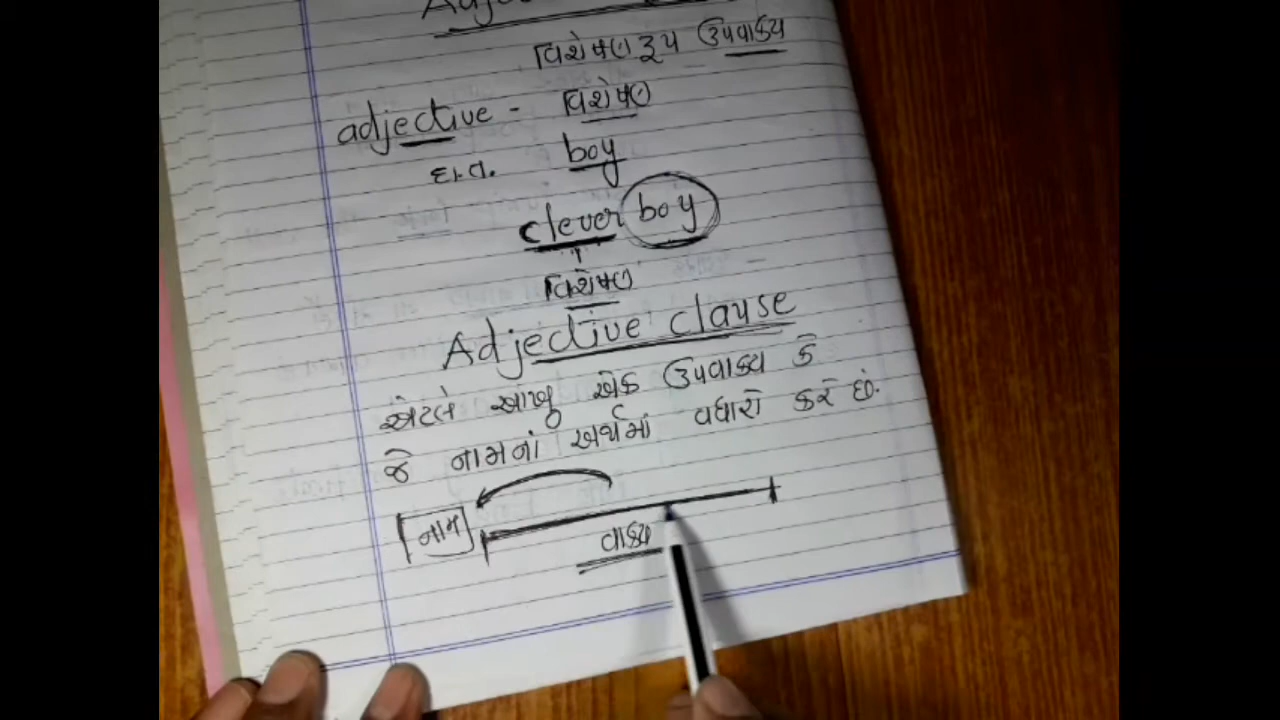 વિશેષણ રૂપ ઉપવાક્ય
adjective - વિશેષણ
દા.ત. boy
clever boy
વિશેષણ
Adjective clause
એટલે આખુ એક ઉપવાક્ય કે
જે નામનાં અર્થમાં વધારો કરે છે.
નામ વાક્ય